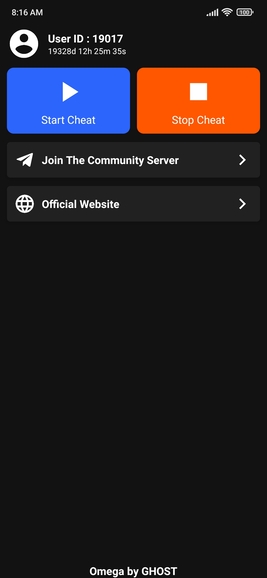 8:16 AM
100
User ID : 19017
19328d 12h 25m 35s
Start Cheat
Stop Cheat
Join The Community Server
Official Website
Omega by GHOST